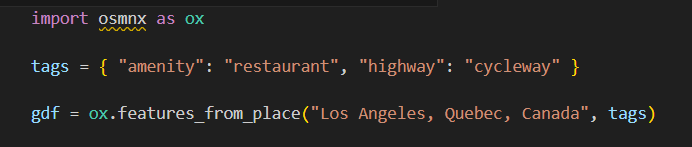 import osmnx as ox
tags = { "amenity": "restaurant", "highway": "cycleway" }
gdf = ox.features_from_place("Los Angeles, Quebec, Canada", tags)